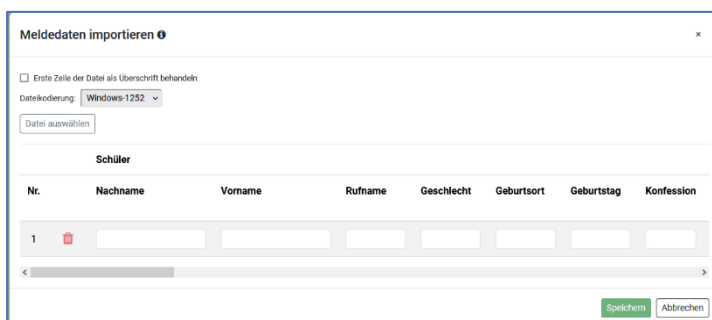 Meldedaten importieren
×
Erste Zeile der Datei als Überschrift behandeln
Dateikodierung: Windows-1252
Datei auswählen
Schüler
Nr. Nachname Vorname Rufname Geschlecht Geburtsort Geburtstag Konfession
1
Speichern Abbrechen